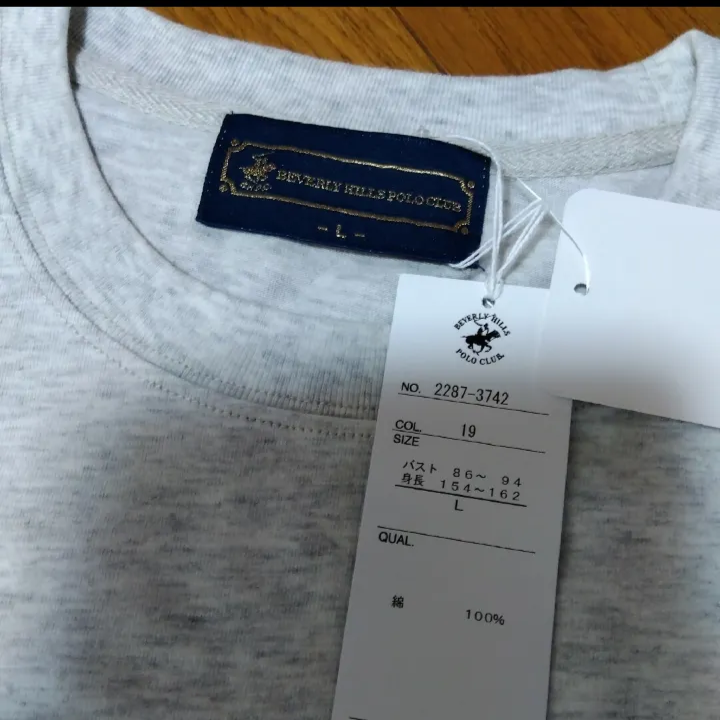 BEVERLY HILLS POLO CLUB
- L -
BEVERLY HILLS
POLO CLUB
NO. 2287-3742
COL. 19
SIZE
バスト 86~ 94
身長 154~162
L
QUAL.
綿 100%